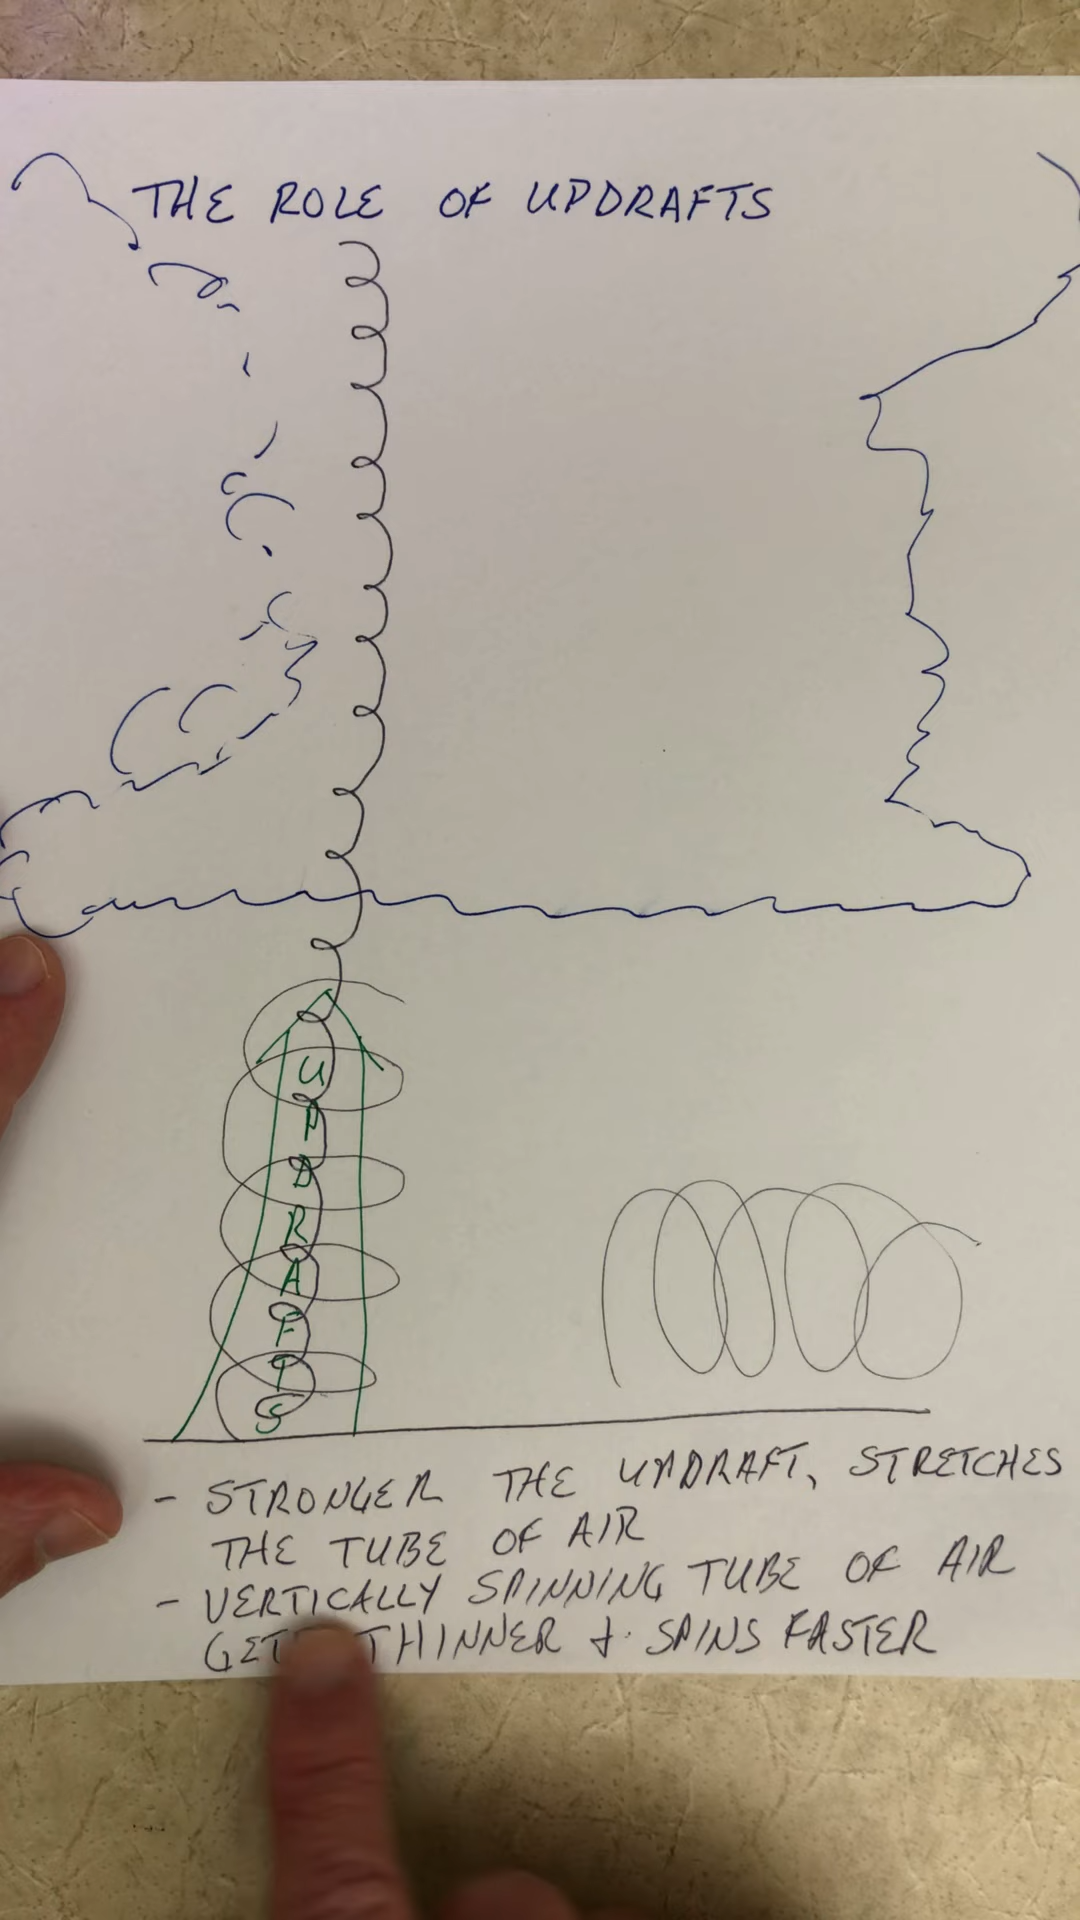 THE ROLE OF UPDRAFTS
UPDRAFTS
- STRONGER THE UPDRAFT, STRETCHES
THE TUBE OF AIR
- VERTICALLY SPINNING TUBE OF AIR
GETS THINNER & SPINS FASTER